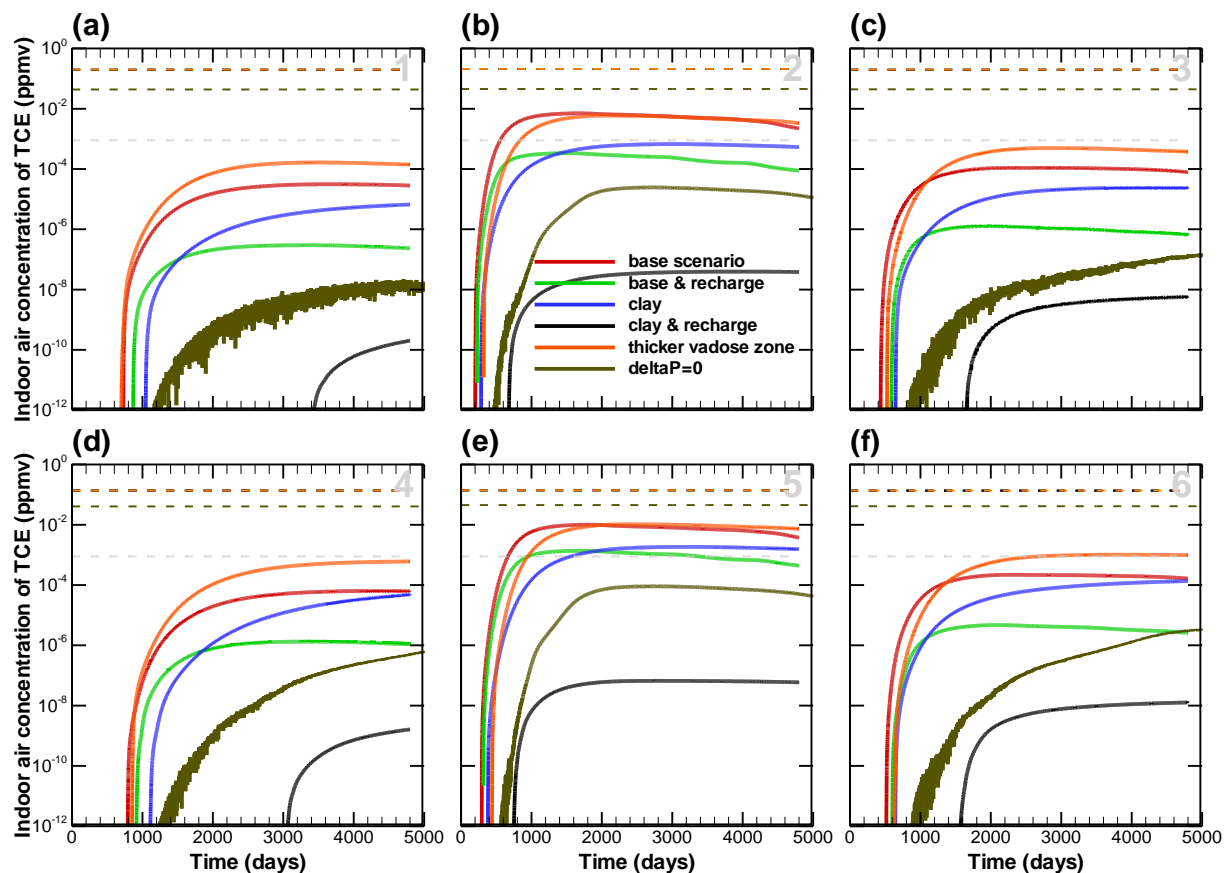 (a) (b) (c)
Indoor air concentration of TCE (ppmv)
10^0
10^-2
10^-4
10^-6
10^-8
10^-10
10^-12
1
2
3
base scenario
base & recharge
clay
clay & recharge
thicker vadose zone
deltaP=0
(d) (e) (f)
Indoor air concentration of TCE (ppmv)
10^0
10^-2
10^-4
10^-6
10^-8
10^-10
10^-12
4
5
6
0 1000 2000 3000 4000 5000 0 1000 2000 3000 4000 5000 0 1000 2000 3000 4000 5000
Time (days) Time (days) Time (days)